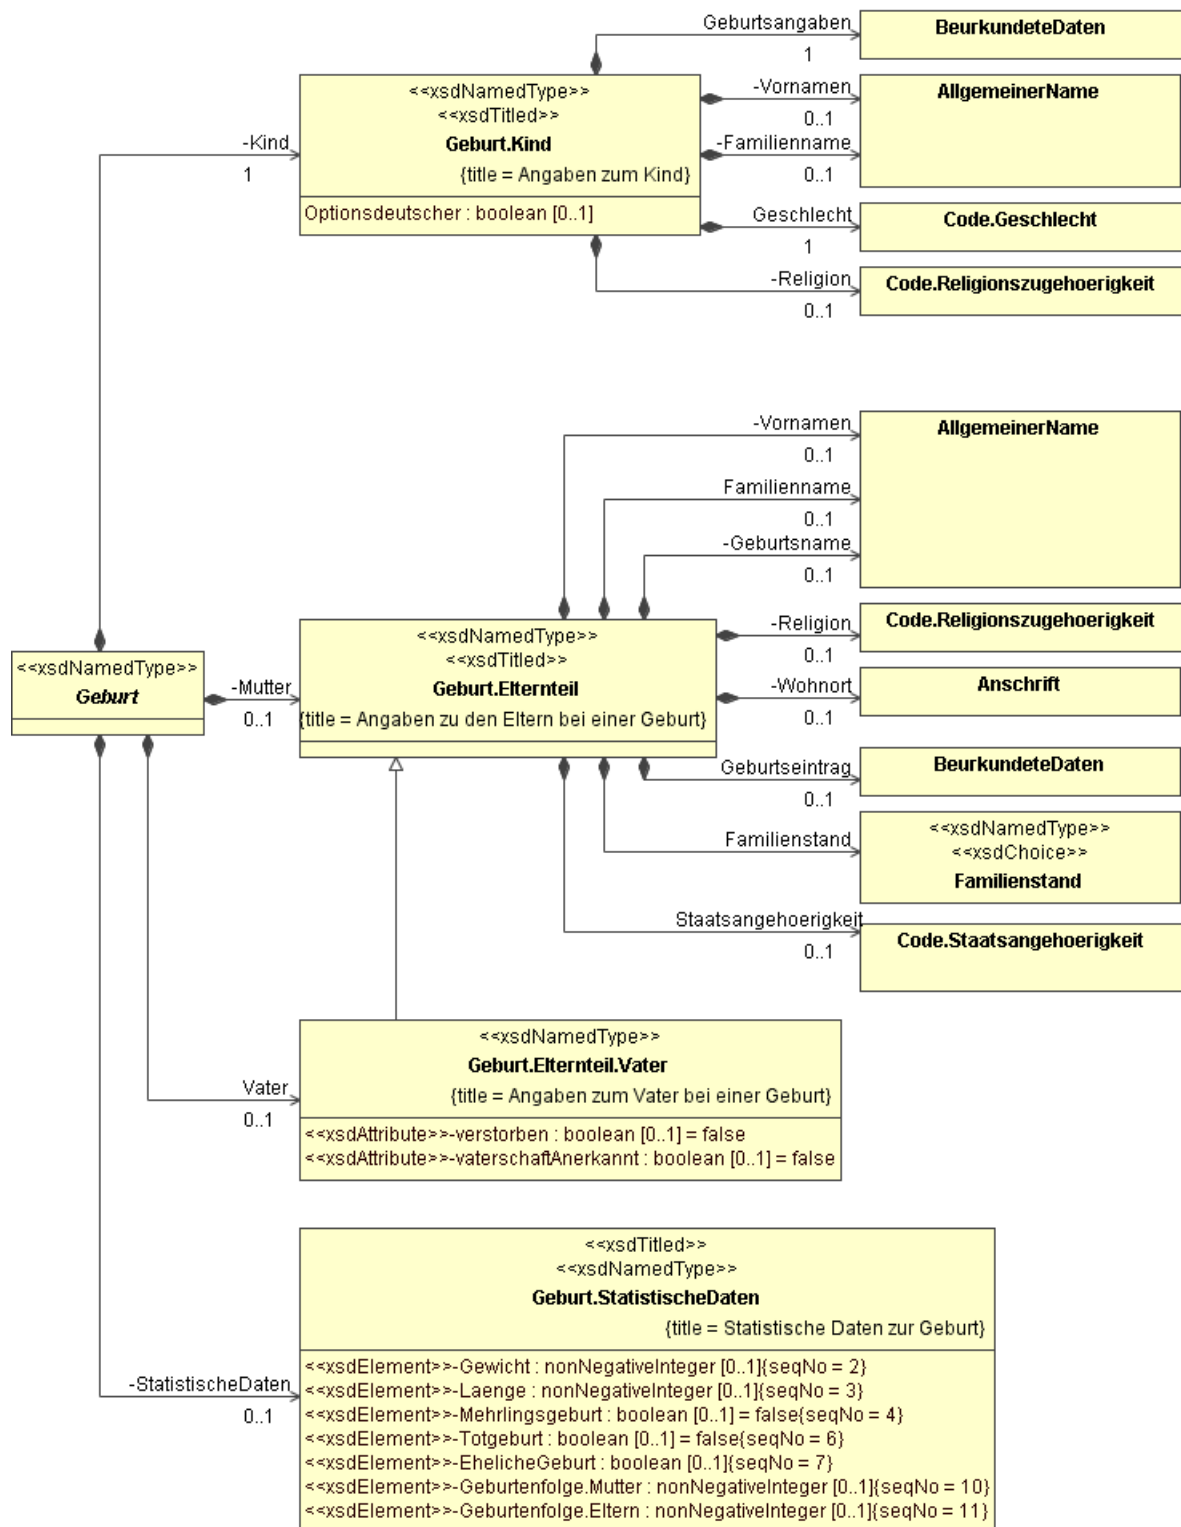 Geburtsangaben
1
BeurkundeteDaten
<<xsdNamedType>>
<<xsdTitled>>
Geburt.Kind
{title = Angaben zum Kind}
Optionsdeutscher : boolean [0..1]
-Vornamen
0..1
-Familienname
0..1
AllgemeinerName
-Kind
1
Geschlecht
1
Code.Geschlecht
-Religion
0..1
Code.Religionszugehoerigkeit
-Vornamen
0..1
Familienname
0..1
-Geburtsname
0..1
AllgemeinerName
<<xsdNamedType>>
Geburt
-Mutter
0..1
<<xsdNamedType>>
<<xsdTitled>>
Geburt.Elternteil
{title = Angaben zu den Eltern bei einer Geburt}
-Religion
0..1
Code.Religionszugehoerigkeit
-Wohnort
0..1
Anschrift
Geburtseintrag
0..1
BeurkundeteDaten
Familienstand
<<xsdNamedType>>
<<xsdChoice>>
Familienstand
Staatsangehoerigkeit
0..1
Code.Staatsangehoerigkeit
Vater
0..1
<<xsdNamedType>>
Geburt.Elternteil.Vater
{title = Angaben zum Vater bei einer Geburt}
<<xsdAttribute>>-verstorben : boolean [0..1] = false
<<xsdAttribute>>-vaterschaftAnerkannt : boolean [0..1] = false
-StatistischeDaten
0..1
<<xsdTitled>>
<<xsdNamedType>>
Geburt.StatistischeDaten
{title = Statistische Daten zur Geburt}
<<xsdElement>>-Gewicht : nonNegativeInteger [0..1]{seqNo = 2}
<<xsdElement>>-Laenge : nonNegativeInteger [0..1]{seqNo = 3}
<<xsdElement>>-Mehrlingsgeburt : boolean [0..1] = false{seqNo = 4}
<<xsdElement>>-Totgeburt : boolean [0..1] = false{seqNo = 6}
<<xsdElement>>-EhelicheGeburt : boolean [0..1]{seqNo = 7}
<<xsdElement>>-Geburtenfolge.Mutter : nonNegativeInteger [0..1]{seqNo = 10}
<<xsdElement>>-Geburtenfolge.Eltern : nonNegativeInteger [0..1]{seqNo = 11}